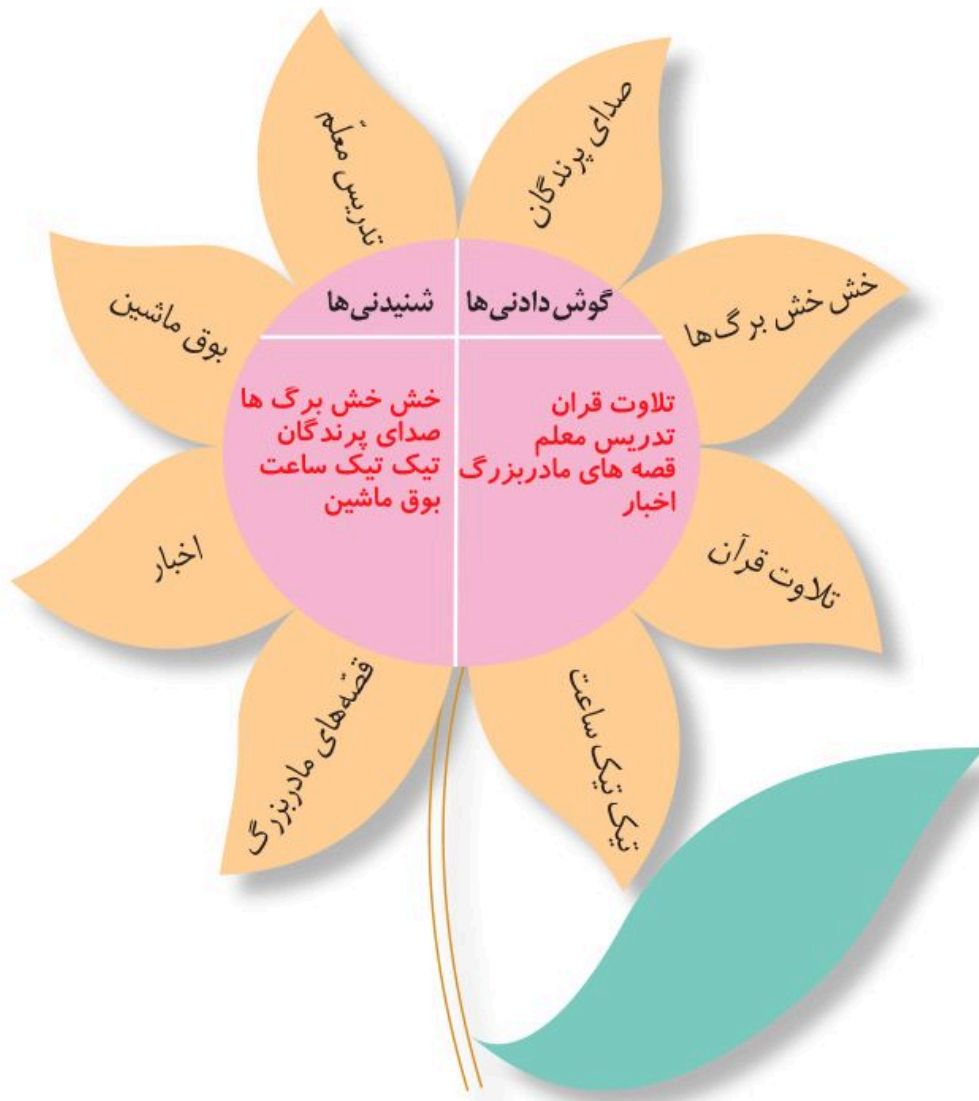 صدای پرندگان
تدریس معلّم
خش خش برگ‌ها
بوق ماشین
گوش‌دادنی‌ها
شنیدنی‌ها
تلاوت قران
تدریس معلم
قصه های مادربزرگ
اخبار
خش خش برگ ها
صدای پرندگان
تیک تیک ساعت
بوق ماشین
تلاوت قرآن
اخبار
تیک تیک ساعت
قصّه‌های مادربزرگ